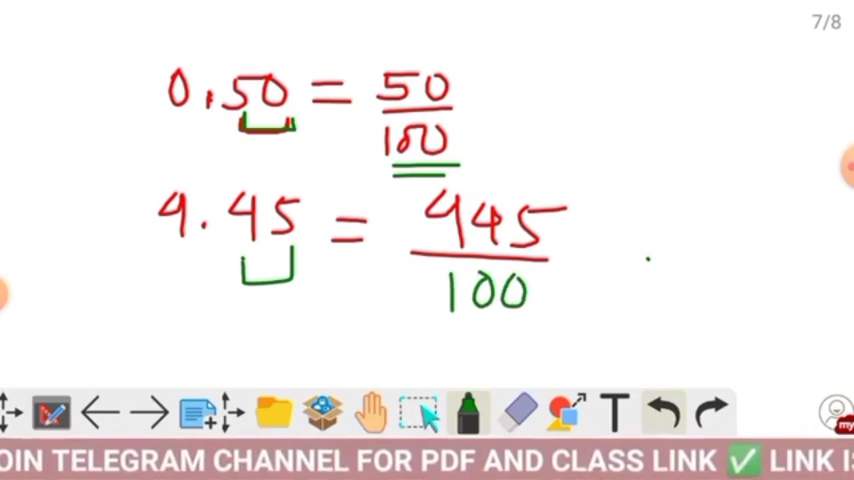 7/8
0.50 = 50/100
4.45 = 445/100
T
my
OIN TELEGRAM CHANNEL FOR PDF AND CLASS LINK ✅ LINK IS